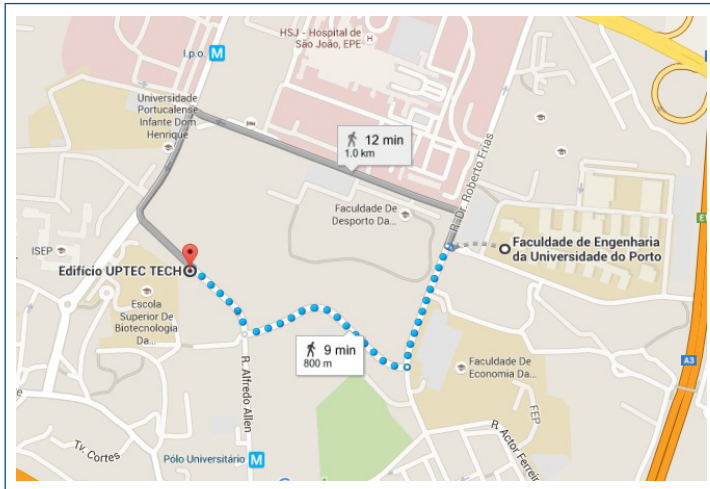 HSJ - Hospital de
São João, EPE
H
I.p.o.
M
Universidade
Portucalense
Infante Dom
Henrique
12 min
1.0 km
R. Dr. Roberto Frias
Faculdade De
Desporto Da...
Faculdade de Engenharia
da Universidade do Porto
ISEP
Edifício UPTEC TECH
Escola
Superior De
Biotecnologia
Da...
9 min
800 m
A3
Faculdade De
Economia Da...
R. Alfredo Allen
FEP
R. Actor Ferreira
Tv. Cortes
Pólo Universitário
M